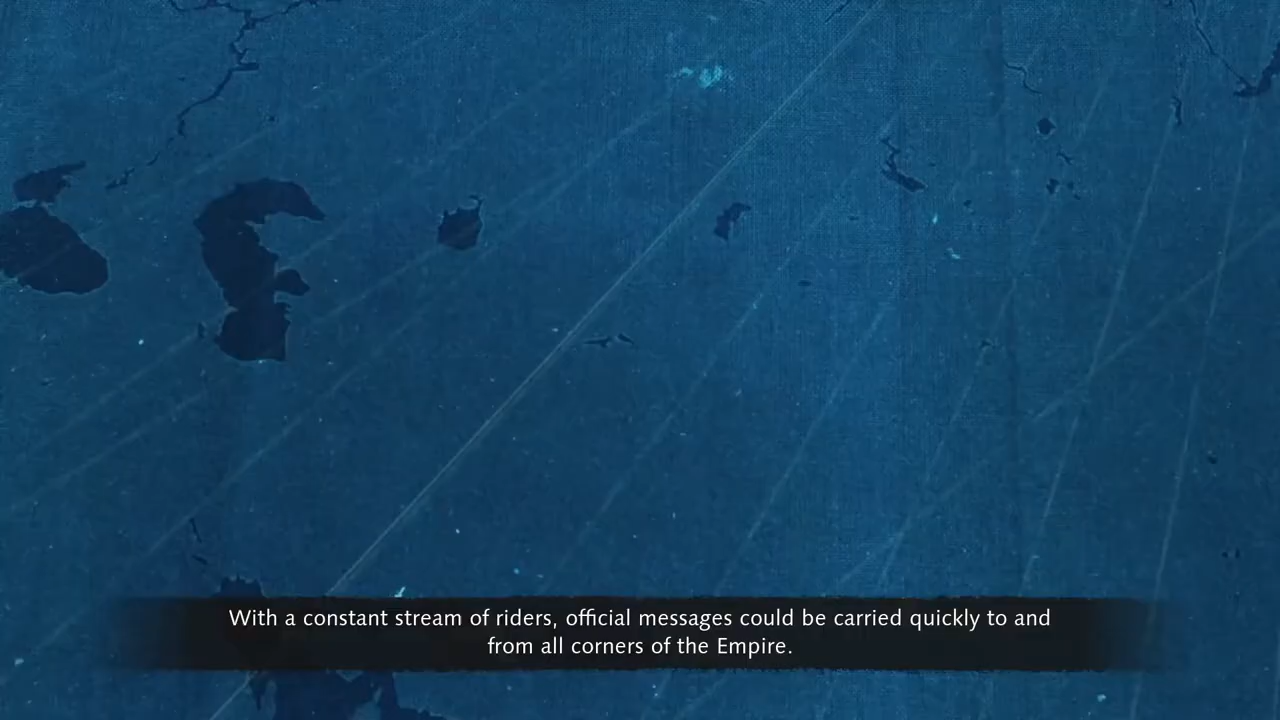 With a constant stream of riders, official messages could be carried quickly to and
from all corners of the Empire.